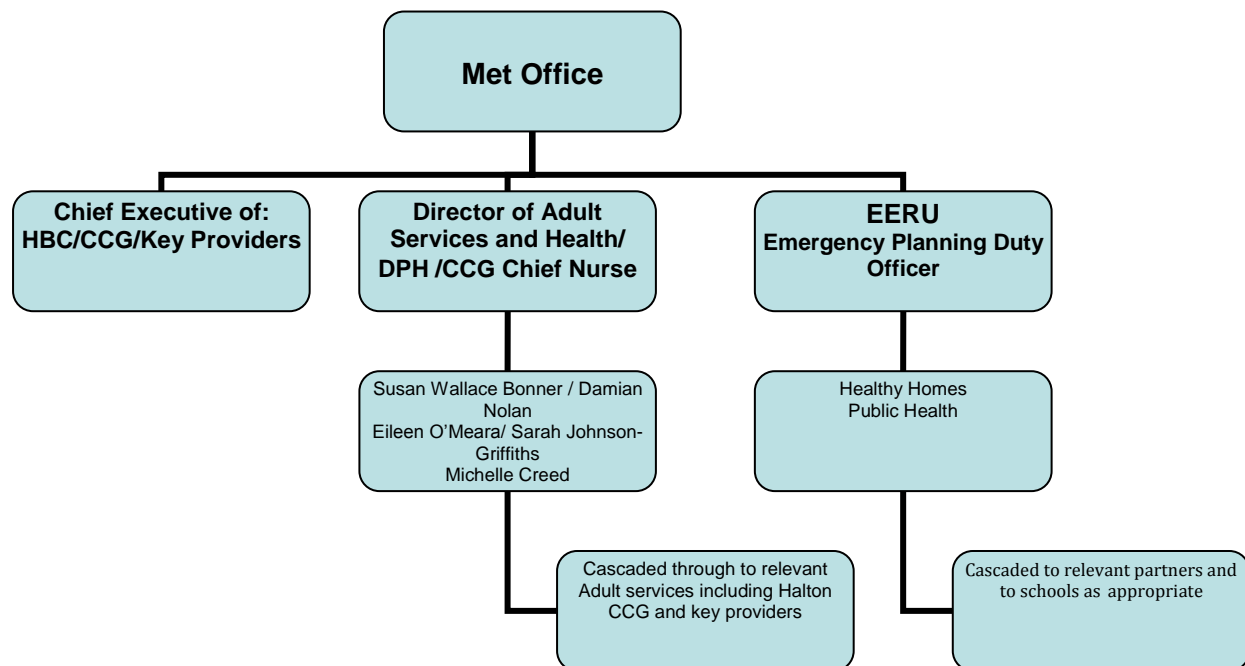 Met Office
Chief Executive of:
HBC/CCG/Key Providers
Director of Adult
Services and Health/
DPH /CCG Chief Nurse
EERU
Emergency Planning Duty
Officer
Susan Wallace Bonner / Damian
Nolan
Eileen O’Meara/ Sarah Johnson-
Griffiths
Michelle Creed
Healthy Homes
Public Health
Cascaded through to relevant
Adult services including Halton
CCG and key providers
Cascaded to relevant partners and
to schools as appropriate